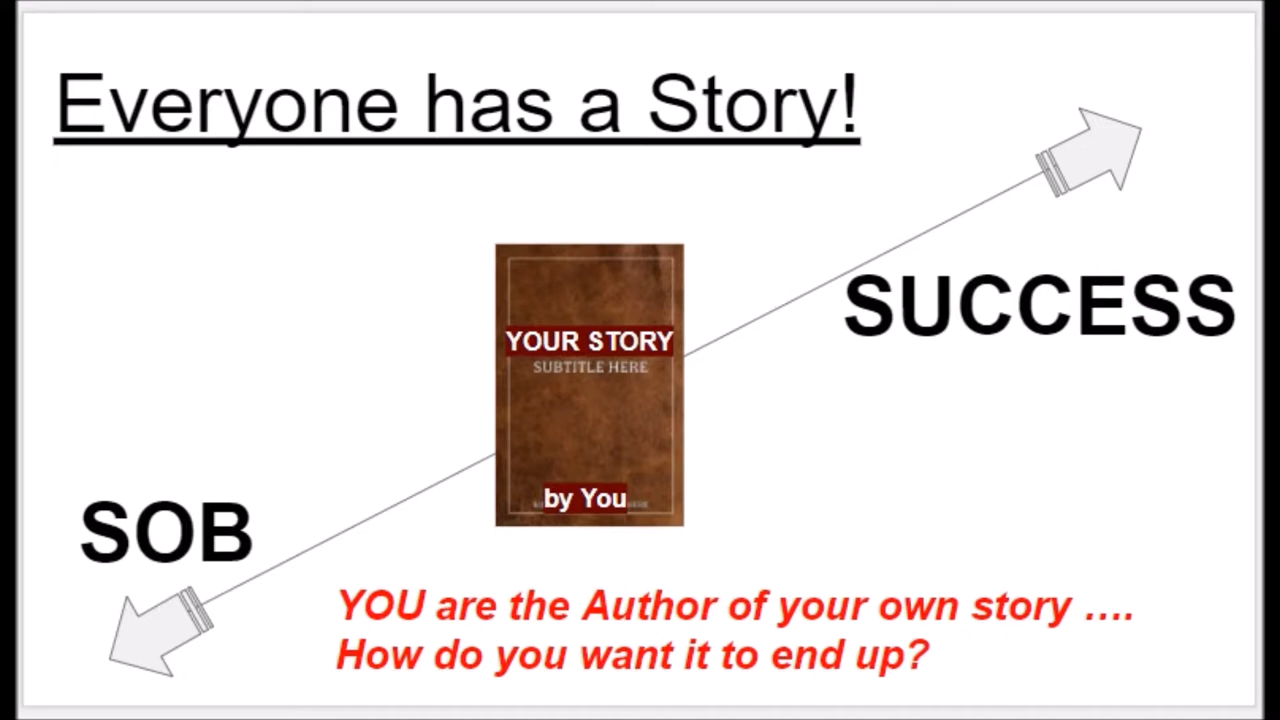 Everyone has a Story!
SUCCESS
YOUR STORY
SUBTITLE HERE
by You
SOB
YOU are the Author of your own story ....
How do you want it to end up?